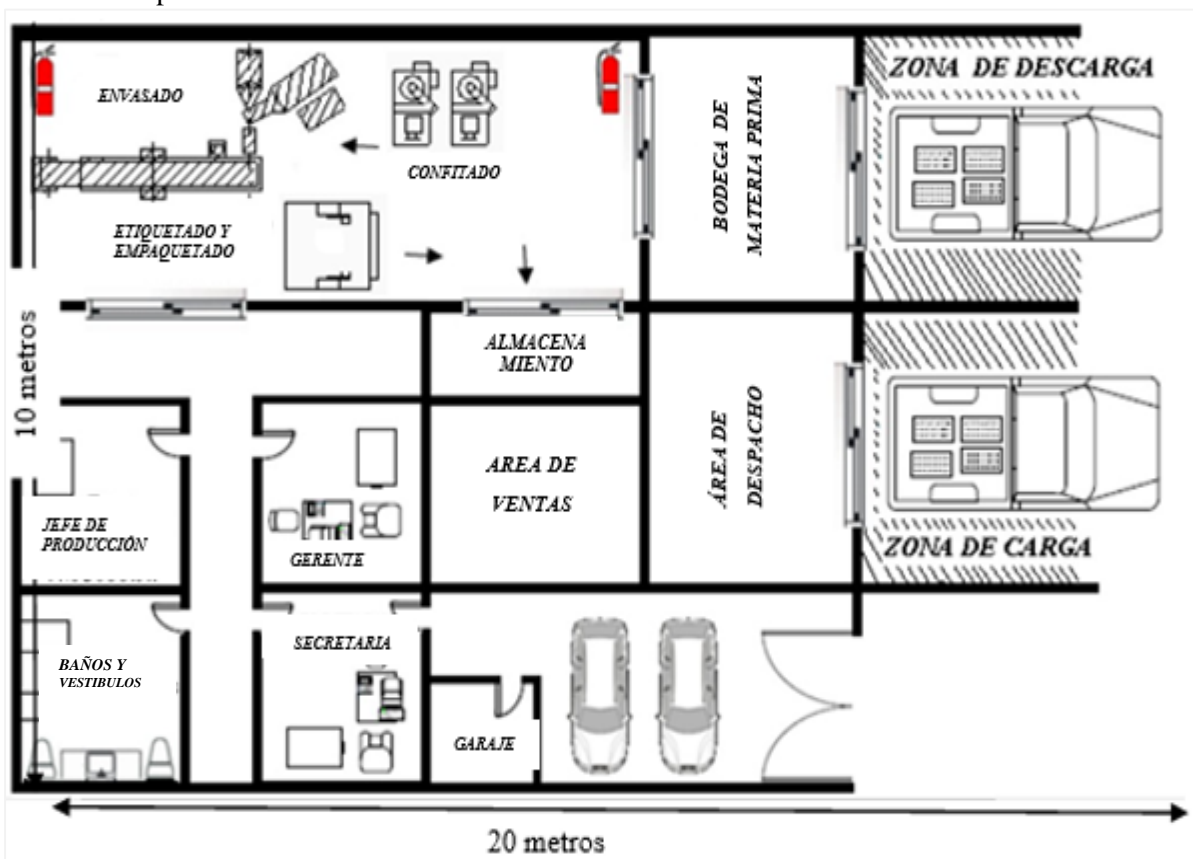 ZONA DE DESCARGA
ENVASADO
CONFITADO
BODEGA DE
MATERIA PRIMA
ETIQUETADO Y
EMPAQUETADO
10 metros
ALMACENA
MIENTO
AREA DE
VENTAS
ÁREA DE
DESPACHO
JEFE DE
PRODUCCIÓN
GERENTE
ZONA DE CARGA
SECRETARIA
BAÑOS Y
VESTIBULOS
GARAJE
20 metros